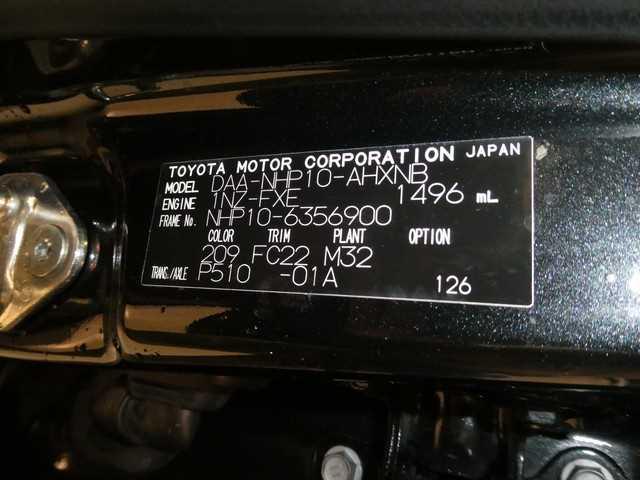 TOYOTA MOTOR CORPORATION JAPAN
MODEL DAA-NHP10-AHXNB
ENGINE 1NZ-FXE 1496 mL
FRAME No. NHP10-6356900
COLOR TRIM PLANT OPTION
209 FC22 M32
TRANS./AXLE P510 -01A 126